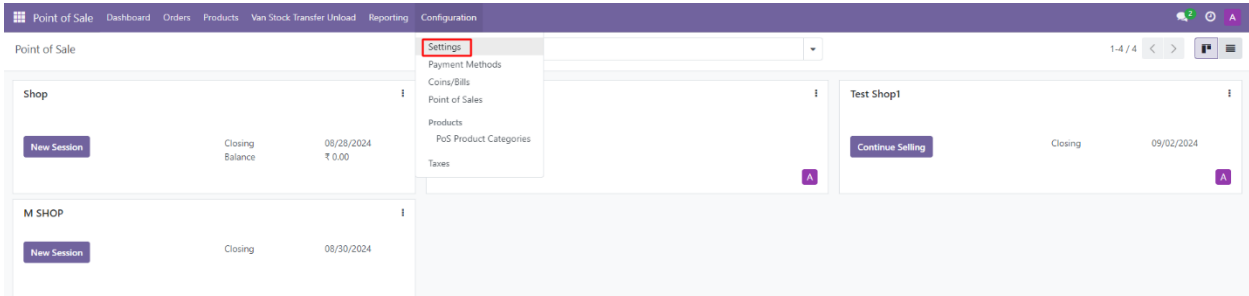 Point of Sale Dashboard Orders Products Van Stock Transfer Unload Reporting Configuration 2 A
Point of Sale 1-4 / 4
Settings
Payment Methods
Coins/Bills
Point of Sales
Products
PoS Product Categories
Taxes
Shop
New Session Closing 08/28/2024
Balance ₹ 0.00
A
Test Shop1
Continue Selling Closing 09/02/2024
A
M SHOP
New Session Closing 08/30/2024